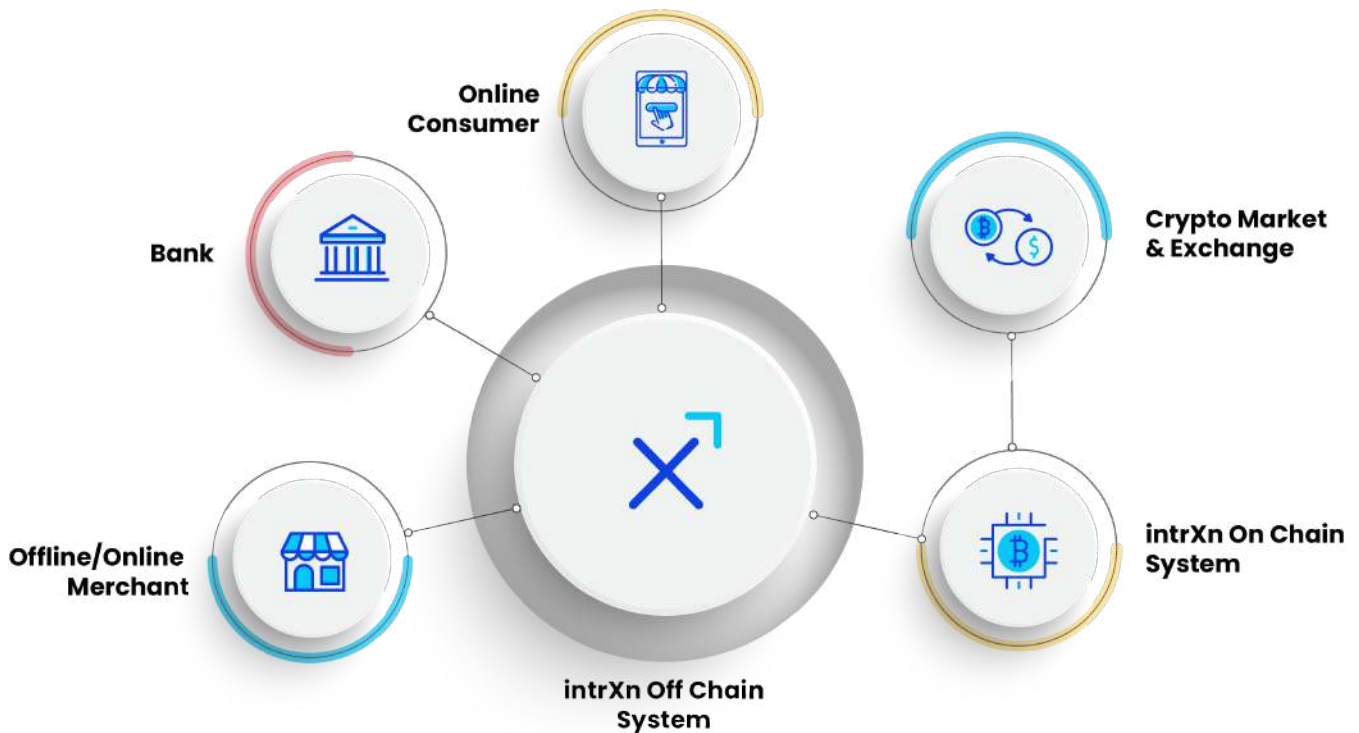 Online
Consumer
Bank
Crypto Market
& Exchange
Offline/Online
Merchant
intrXn On Chain
System
intrXn Off Chain
System